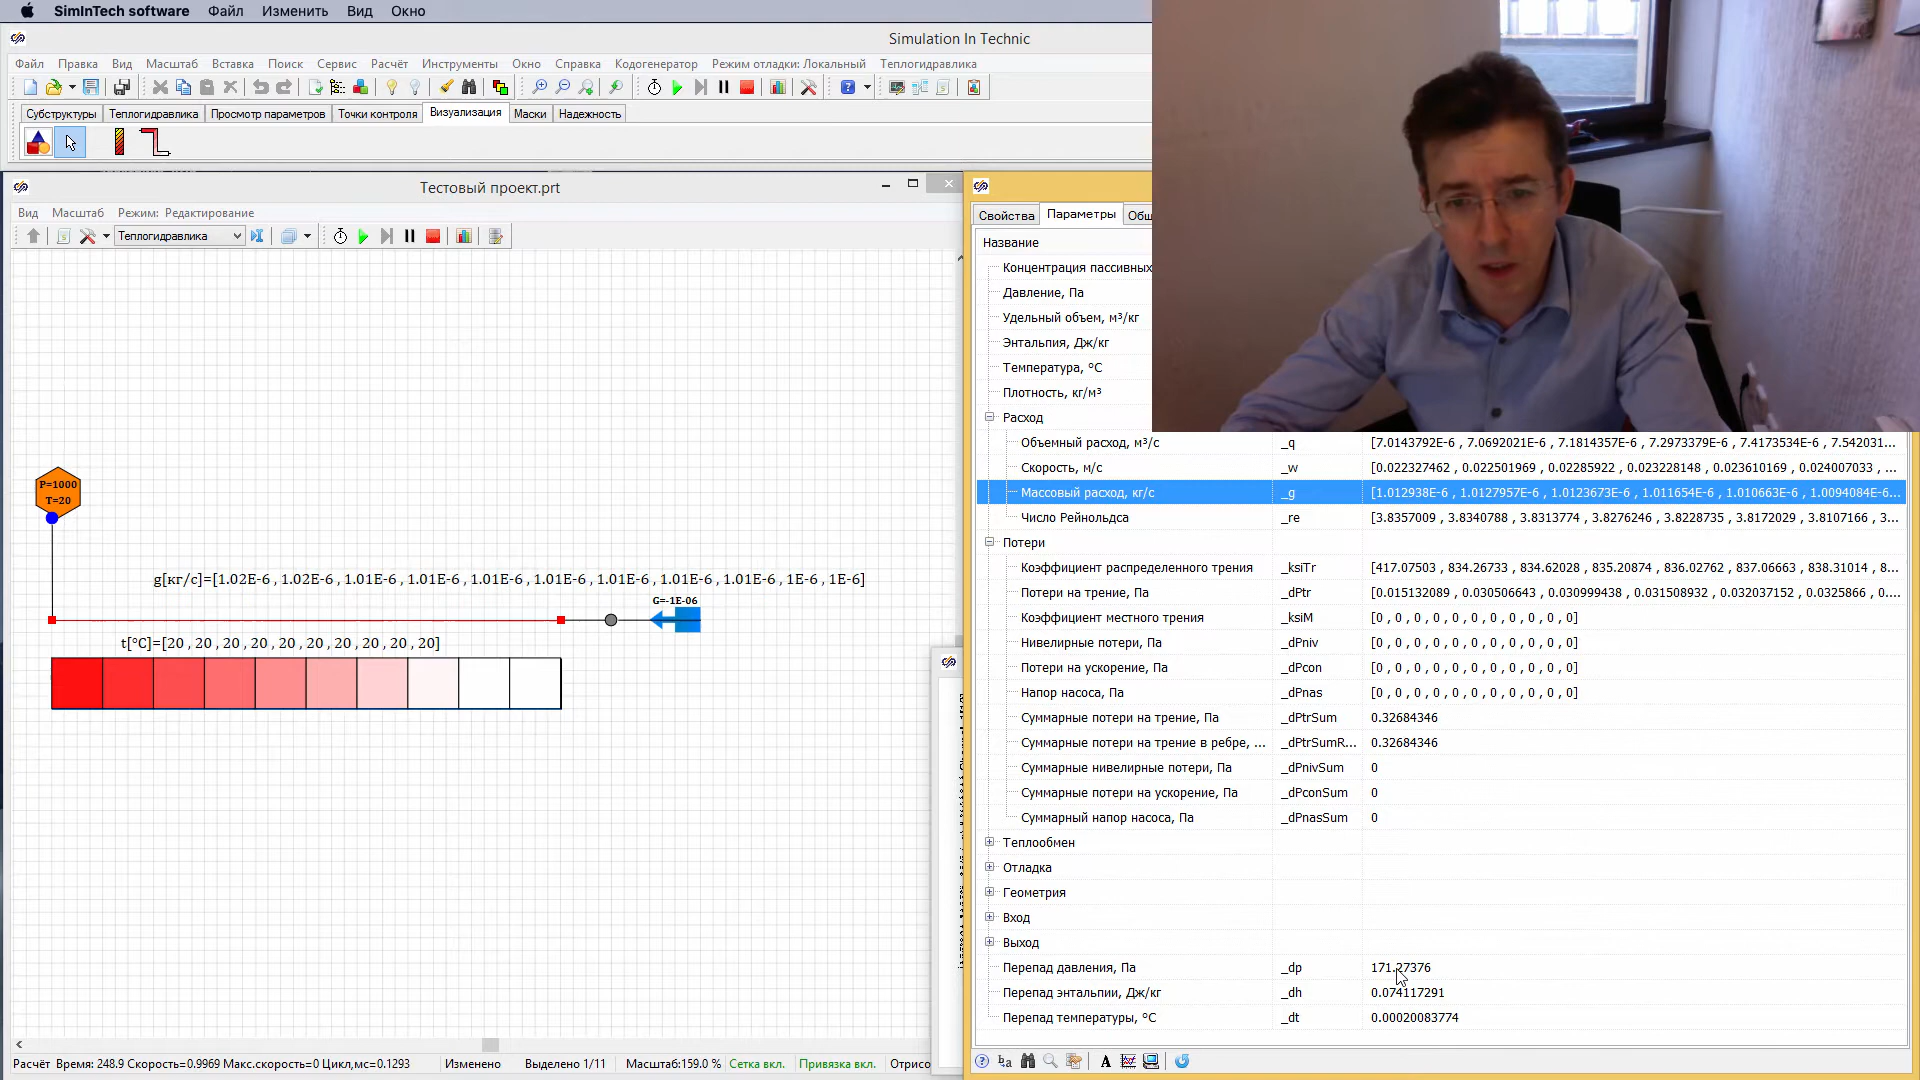 SimInTech software Файл Изменить Вид Окно
Simulation In Technic
Файл Правка Вид Масштаб Вставка Поиск Сервис Расчёт Инструменты Окно Справка Кодогенератор Режим отладки: Локальный Теплогидравлика
Субструктуры Теплогидравлика Просмотр параметров Точки контроля Визуализация Маски Надежность
Тестовый проект.prt
Вид Масштаб Режим: Редактирование
Теплогидравлика
P=1000
T=20
g[кг/с]=[1.02E-6 , 1.02E-6 , 1.01E-6 , 1.01E-6 , 1.01E-6 , 1.01E-6 , 1.01E-6 , 1.01E-6 , 1.01E-6 , 1E-6 , 1E-6]
G=-1E-06
t[°C]=[20 , 20 , 20 , 20 , 20 , 20 , 20 , 20 , 20 , 20]
Расчёт Время: 248.9 Скорость=0.9969 Макс.скорость=0 Цикл,мс=0.1293 Изменено Выделено 1/11 Масштаб:159.0 % Сетка вкл. Привязка вкл. Отрисо
Свойства Параметры Общ
Название
Концентрация пассивных
Давление, Па
Удельный объем, м³/кг
Энтальпия, Дж/кг
Температура, °C
Плотность, кг/м³
Расход
Объемный расход, м³/с _q [7.0143792E-6 , 7.0692021E-6 , 7.1814357E-6 , 7.2973379E-6 , 7.4173534E-6 , 7.542031...
Скорость, м/с _w [0.022327462 , 0.022501969 , 0.02285922 , 0.023228148 , 0.023610169 , 0.024007033 , ...
Массовый расход, кг/с _g [1.012938E-6 , 1.0127957E-6 , 1.0123673E-6 , 1.011654E-6 , 1.010663E-6 , 1.0094084E-6...
Число Рейнольдса _re [3.8357009 , 3.8340788 , 3.8313774 , 3.8276246 , 3.8228735 , 3.8172029 , 3.8107166 , 3...
Потери
Коэффициент распределенного трения _ksiTr [417.07503 , 834.26733 , 834.62028 , 835.20874 , 836.02762 , 837.06663 , 838.31014 , 8...
Потери на трение, Па _dPtr [0.015132089 , 0.030506643 , 0.030999438 , 0.031508932 , 0.032037152 , 0.0325866 , 0....
Коэффициент местного трения _ksiM [0 , 0 , 0 , 0 , 0 , 0 , 0 , 0 , 0 , 0 , 0]
Нивелирные потери, Па _dPniv [0 , 0 , 0 , 0 , 0 , 0 , 0 , 0 , 0 , 0 , 0]
Потери на ускорение, Па _dPcon [0 , 0 , 0 , 0 , 0 , 0 , 0 , 0 , 0 , 0 , 0]
Напор насоса, Па _dPnas [0 , 0 , 0 , 0 , 0 , 0 , 0 , 0 , 0 , 0 , 0]
Суммарные потери на трение, Па _dPtrSum 0.32684346
Суммарные потери на трение в ребре, ... _dPtrSumR... 0.32684346
Суммарные нивелирные потери, Па _dPnivSum 0
Суммарные потери на ускорение, Па _dPconSum 0
Суммарный напор насоса, Па _dPnasSum 0
Теплообмен
Отладка
Геометрия
Вход
Выход
Перепад давления, Па _dp 171.27376
Перепад энтальпии, Дж/кг _dh 0.074117291
Перепад температуры, °C _dt 0.00020083774